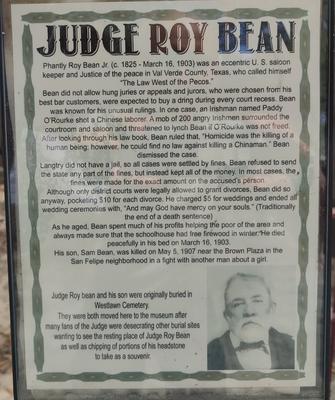 JUDGE ROY BEAN
Phantly Roy Bean Jr. (c. 1825 - March 16, 1903) was an eccentric U. S. saloon
keeper and Justice of the peace in Val Verde County, Texas, who called himself
"The Law West of the Pecos."
Bean did not allow hung juries or appeals and jurors, who were chosen from his
best bar customers, were expected to buy a dring during every court recess. Bean
was known for his unusual rulings. In one case, an Irishman named Paddy
O'Rourke shot a Chinese laborer. A mob of 200 angry Irishmen surrounded the
courtroom and saloon and threatened to lynch Bean if O'Rourke was not freed.
After looking through his law book, Bean ruled that, "Homicide was the killing of a
human being; however, he could find no law against killing a Chinaman." Bean
dismissed the case.
Langtry did not have a jail, so all cases were settled by fines. Bean refused to send
the state any part of the fines, but instead kept all of the money. In most cases, the
fines were made for the exact amount on the accused's person.
Although only district courts were legally allowed to grant divorces, Bean did so
anyway, pocketing $10 for each divorce. He charged $5 for weddings and ended all
wedding ceremonies with, "And may God have mercy on your souls." (Traditionally
the end of a death sentence)
As he aged, Bean spent much of his profits helping the poor of the area and
always made sure that the schoolhouse had free firewood in winter. He died
peacefully in his bed on March 16, 1903.
His son, Sam Bean, was killed on May 5, 1907 near the Brown Plaza in the
San Felipe neighborhood in a fight with another man about a girl.
Judge Roy bean and his son were originally buried in
Westlawn Cemetery.
They were both moved here to the museum after
many fans of the Judge were desecrating other burial sites
wanting to see the resting place of Judge Roy Bean
as well as chipping of portions of his headstone
to take as a souvenir.